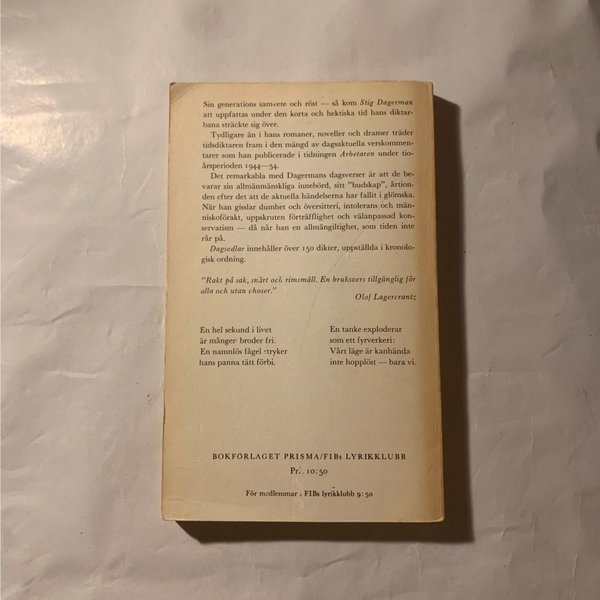 Sin generations samvete och röst — så kom Stig Dagerman
att uppfattas under den korta och hektiska tid hans diktar-
bana sträckte sig över.
Tydligare än i hans romaner, noveller och dramer träder
tidsdiktaren fram i den mängd av dagsaktuella verskommen-
tarer som han publicerade i tidningen Arbetaren under tio-
årsperioden 1944—54.
Det remarkabla med Dagermans dagsverser är att de be-
varar sin allmänmänskliga innebörd, sitt "budskap", årtion-
den efter det att de aktuella händelserna har fallit i glömska.
När han gisslar dumhet och översitteri, intolerans och män-
niskoförakt, uppskruten förträfflighet och välanpassad kon-
servatism — då når han en allmängiltighet, som tiden inte
rår på.
Dagsedlar innehåller över 150 dikter, uppställda i kronolo-
gisk ordning.
"Rakt på sak, snärt och rimsmäll. En bruksvers tillgänglig för
alla och utan choser."
Olof Lagercrantz
En hel sekund i livet
är mången broder fri.
En namnlös fågel stryker
hans panna tätt förbi.
En tanke exploderar
som ett fyrverkeri:
Vårt läge är kanhända
inte hopplöst — bara vi.
BOKFÖRLAGET PRISMA/FIBs LYRIKKLUBB
Pris 10:50
För medlemmar i FIBs lyrikklubb 9:50